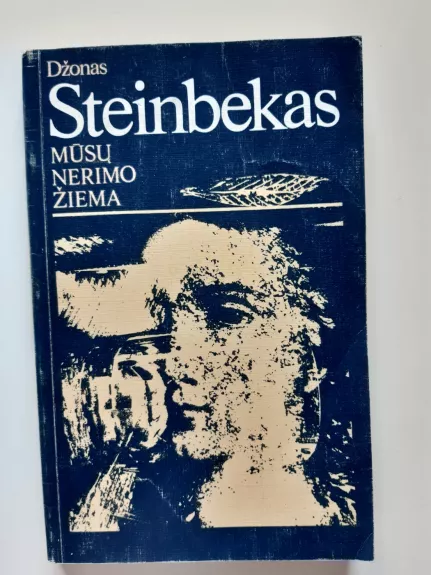 Džonas
Steinbekas
MŪSŲ
NERIMO
ŽIEMA